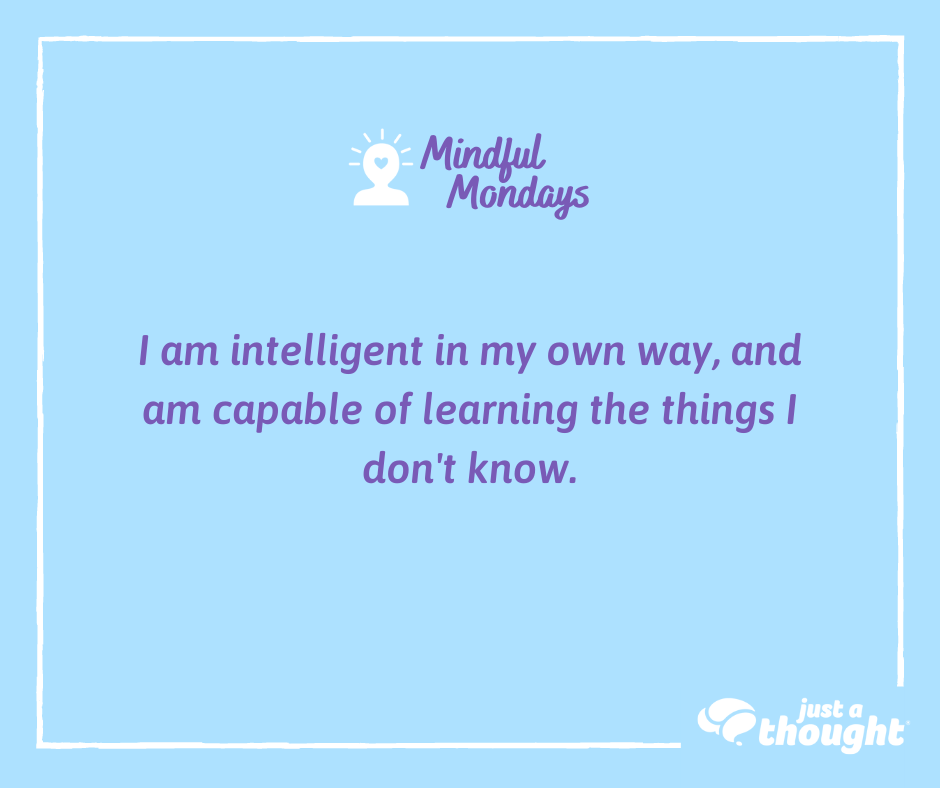 Mindful
Mondays
I am intelligent in my own way, and
am capable of learning the things I
don't know.
just a
thought